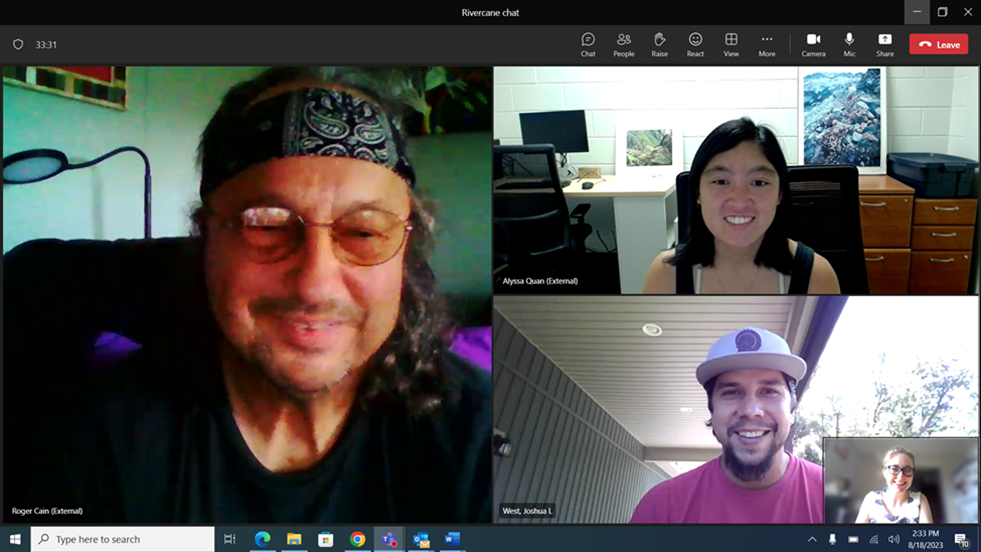 Rivercane chat
33:31
Chat People Raise React View More Camera Mic Share Leave
Alyssa Quan (External)
Roger Cain (External)
West, Joshua I.
Type here to search
2:33 PM
8/18/2023
10